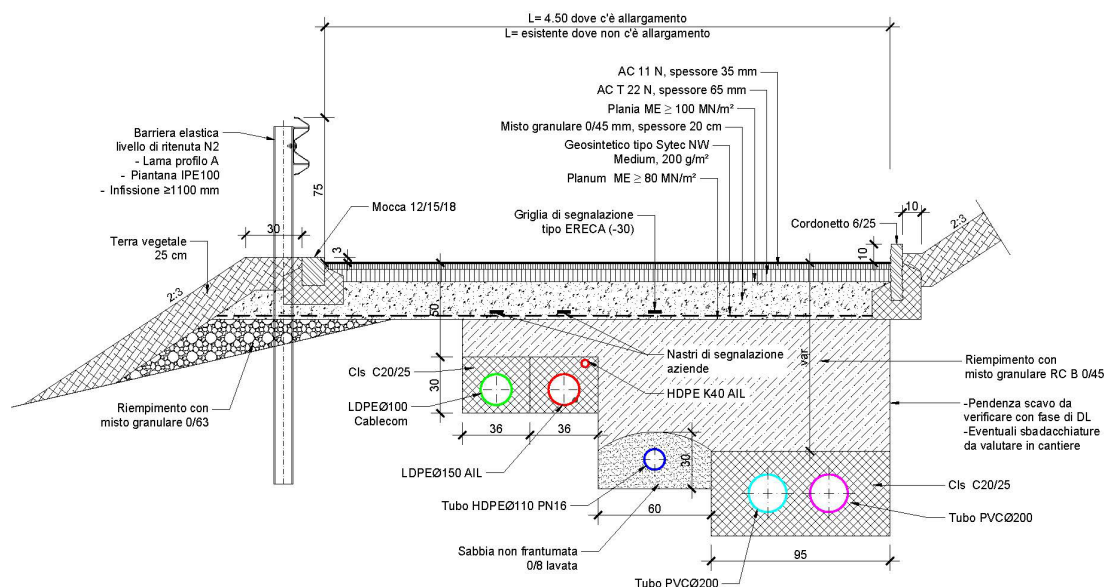 L= 4.50 dove c'è allargamento
L= esistente dove non c'è allargamento
AC 11 N, spessore 35 mm
AC T 22 N, spessore 65 mm
Plania ME ≥ 100 MN/m²
Misto granulare 0/45 mm, spessore 20 cm
Geosintetico tipo Sytec NW
Medium, 200 g/m²
Planum ME ≥ 80 MN/m²
Griglia di segnalazione
tipo ERECA (-30)
Barriera elastica
livello di ritenuta N2
- Lama profilo A
- Piantana IPE100
- Infissione ≥1100 mm
75
Mocca 12/15/18
30
3
Terra vegetale
25 cm
2:3
10
Cordonetto 6/25
10
2:3
50
30
var.
Cls C20/25
LDPEØ100
Cablecom
Nastri di segnalazione
aziende
HDPE K40 AIL
Riempimento con
misto granulare RC B 0/45
Riempimento con
misto granulare 0/63
-Pendenza scavo da
verificare con fase di DL
-Eventuali sbadacchiature
da valutare in cantiere
36
36
LDPEØ150 AIL
30
Tubo HDPEØ110 PN16
60
Cls C20/25
Tubo PVCØ200
Sabbia non frantumata
0/8 lavata
95
Tubo PVCØ200